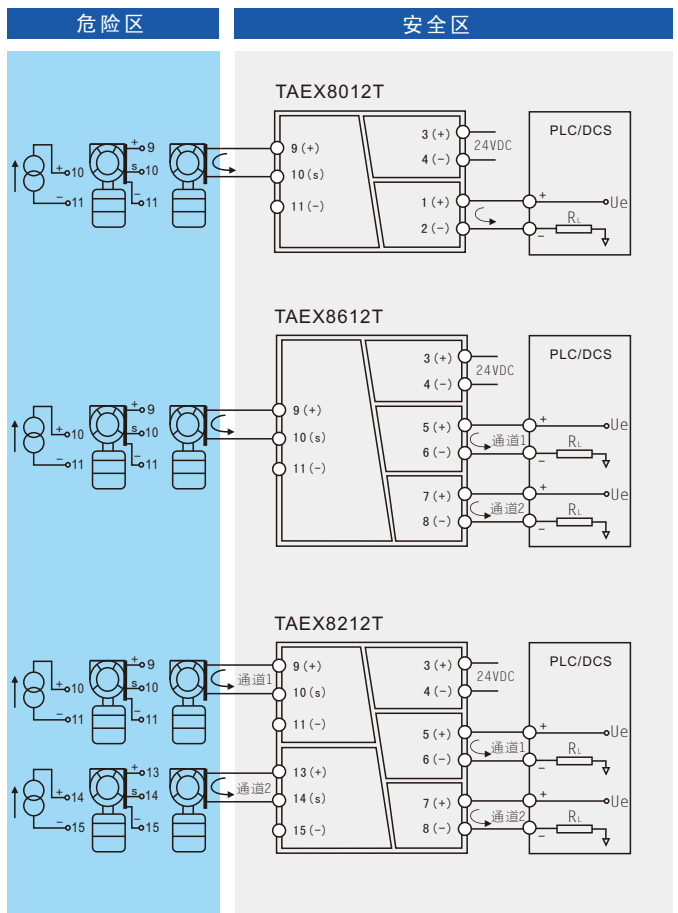 危险区
安全区
TAEX8012T
PLC/DCS
3(+)
24VDC
4(-)
+ 9
9(+)
+ 10
s 10
10(s)
1(+)
+
Ue
- 11
- 11
11(-)
2(-)
-
RL
TAEX8612T
PLC/DCS
3(+)
24VDC
4(-)
+ 9
9(+)
5(+)
+
Ue
+ 10
s 10
10(s)
通道1
RL
6(-)
-
- 11
- 11
11(-)
7(+)
+
Ue
通道2
RL
8(-)
-
TAEX8212T
PLC/DCS
+ 9
9(+)
3(+)
24VDC
通道1
+ 10
s 10
10(s)
4(-)
- 11
- 11
11(-)
5(+)
+
Ue
通道1
RL
6(-)
-
+ 13
13(+)
通道2
+ 14
s 14
14(s)
7(+)
+
Ue
通道2
RL
- 15
- 15
15(-)
8(-)
-